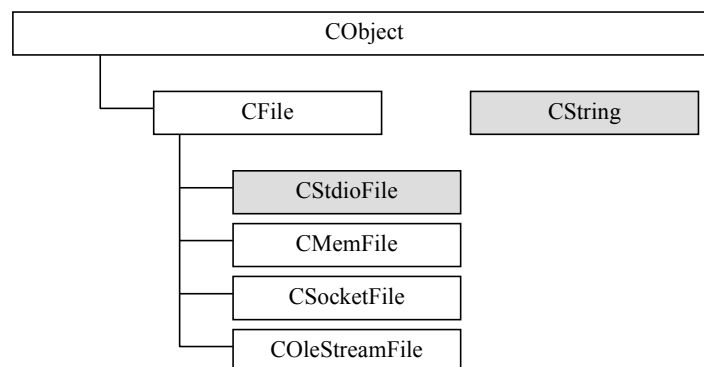 CObject
CFile
CString
CStdioFile
CMemFile
CSocketFile
COleStreamFile